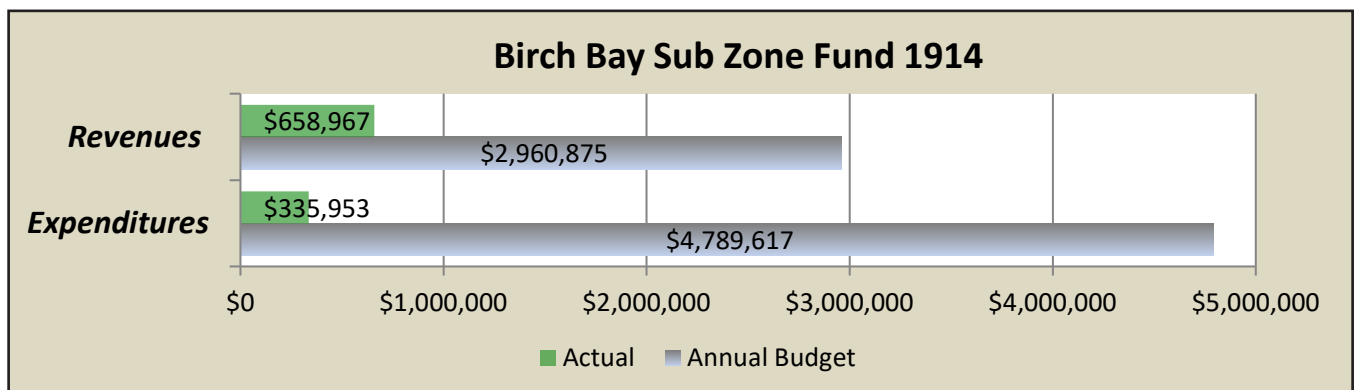 Birch Bay Sub Zone Fund 1914
Revenues
$658,967
$2,960,875
Expenditures
$335,953
$4,789,617
$0 $1,000,000 $2,000,000 $3,000,000 $4,000,000 $5,000,000
Actual Annual Budget